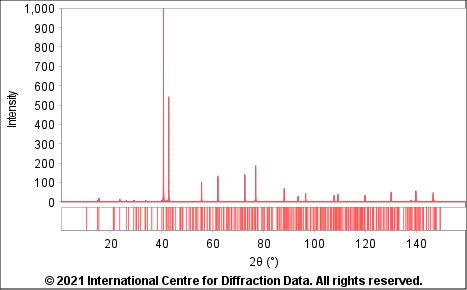 1,000
900
800
700
600
500
400
300
200
100
0
Intensity
20 40 60 80 100 120 140
2θ (°)
© 2021 International Centre for Diffraction Data. All rights reserved.